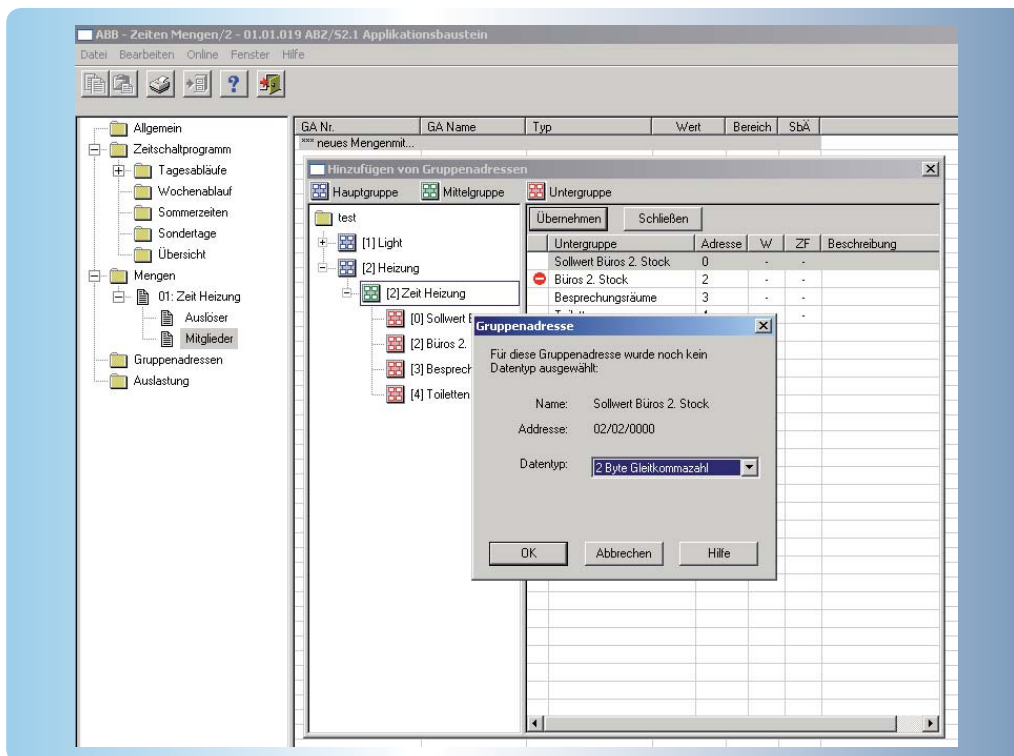 ABB - Zeiten Mengen/2 - 01.01.019 ABZ/S2.1 Applikationsbaustein
Datei Bearbeiten Online Fenster Hilfe
Allgemein
Zeitschaltprogramm
Tagesabläufe
Wochenablauf
Sommerzeiten
Sondertage
Übersicht
Mengen
01: Zeit Heizung
Auslöser
Mitglieder
Gruppenadressen
Auslastung
GA Nr. GA Name Typ Wert Bereich SbÄ
*** neues Mengenmit...
Hinzufügen von Gruppenadressen
Hauptgruppe Mittelgruppe Untergruppe
test
[1] Light
[2] Heizung
[2] Zeit Heizung
[0] Sollwert
[2] Büros 2.
[3] Besprech
[4] Toiletten
Übernehmen Schließen
Untergruppe Adresse W ZF Beschreibung
Sollwert Büros 2. Stock 0 - -
Büros 2. Stock 2 - -
Besprechungsräume 3 - -
Gruppenadresse
Für diese Gruppenadresse wurde noch kein
Datentyp ausgewählt:
Name: Sollwert Büros 2. Stock
Addresse: 02/02/0000
Datentyp: 2 Byte Gleitkommazahl
OK Abbrechen Hilfe